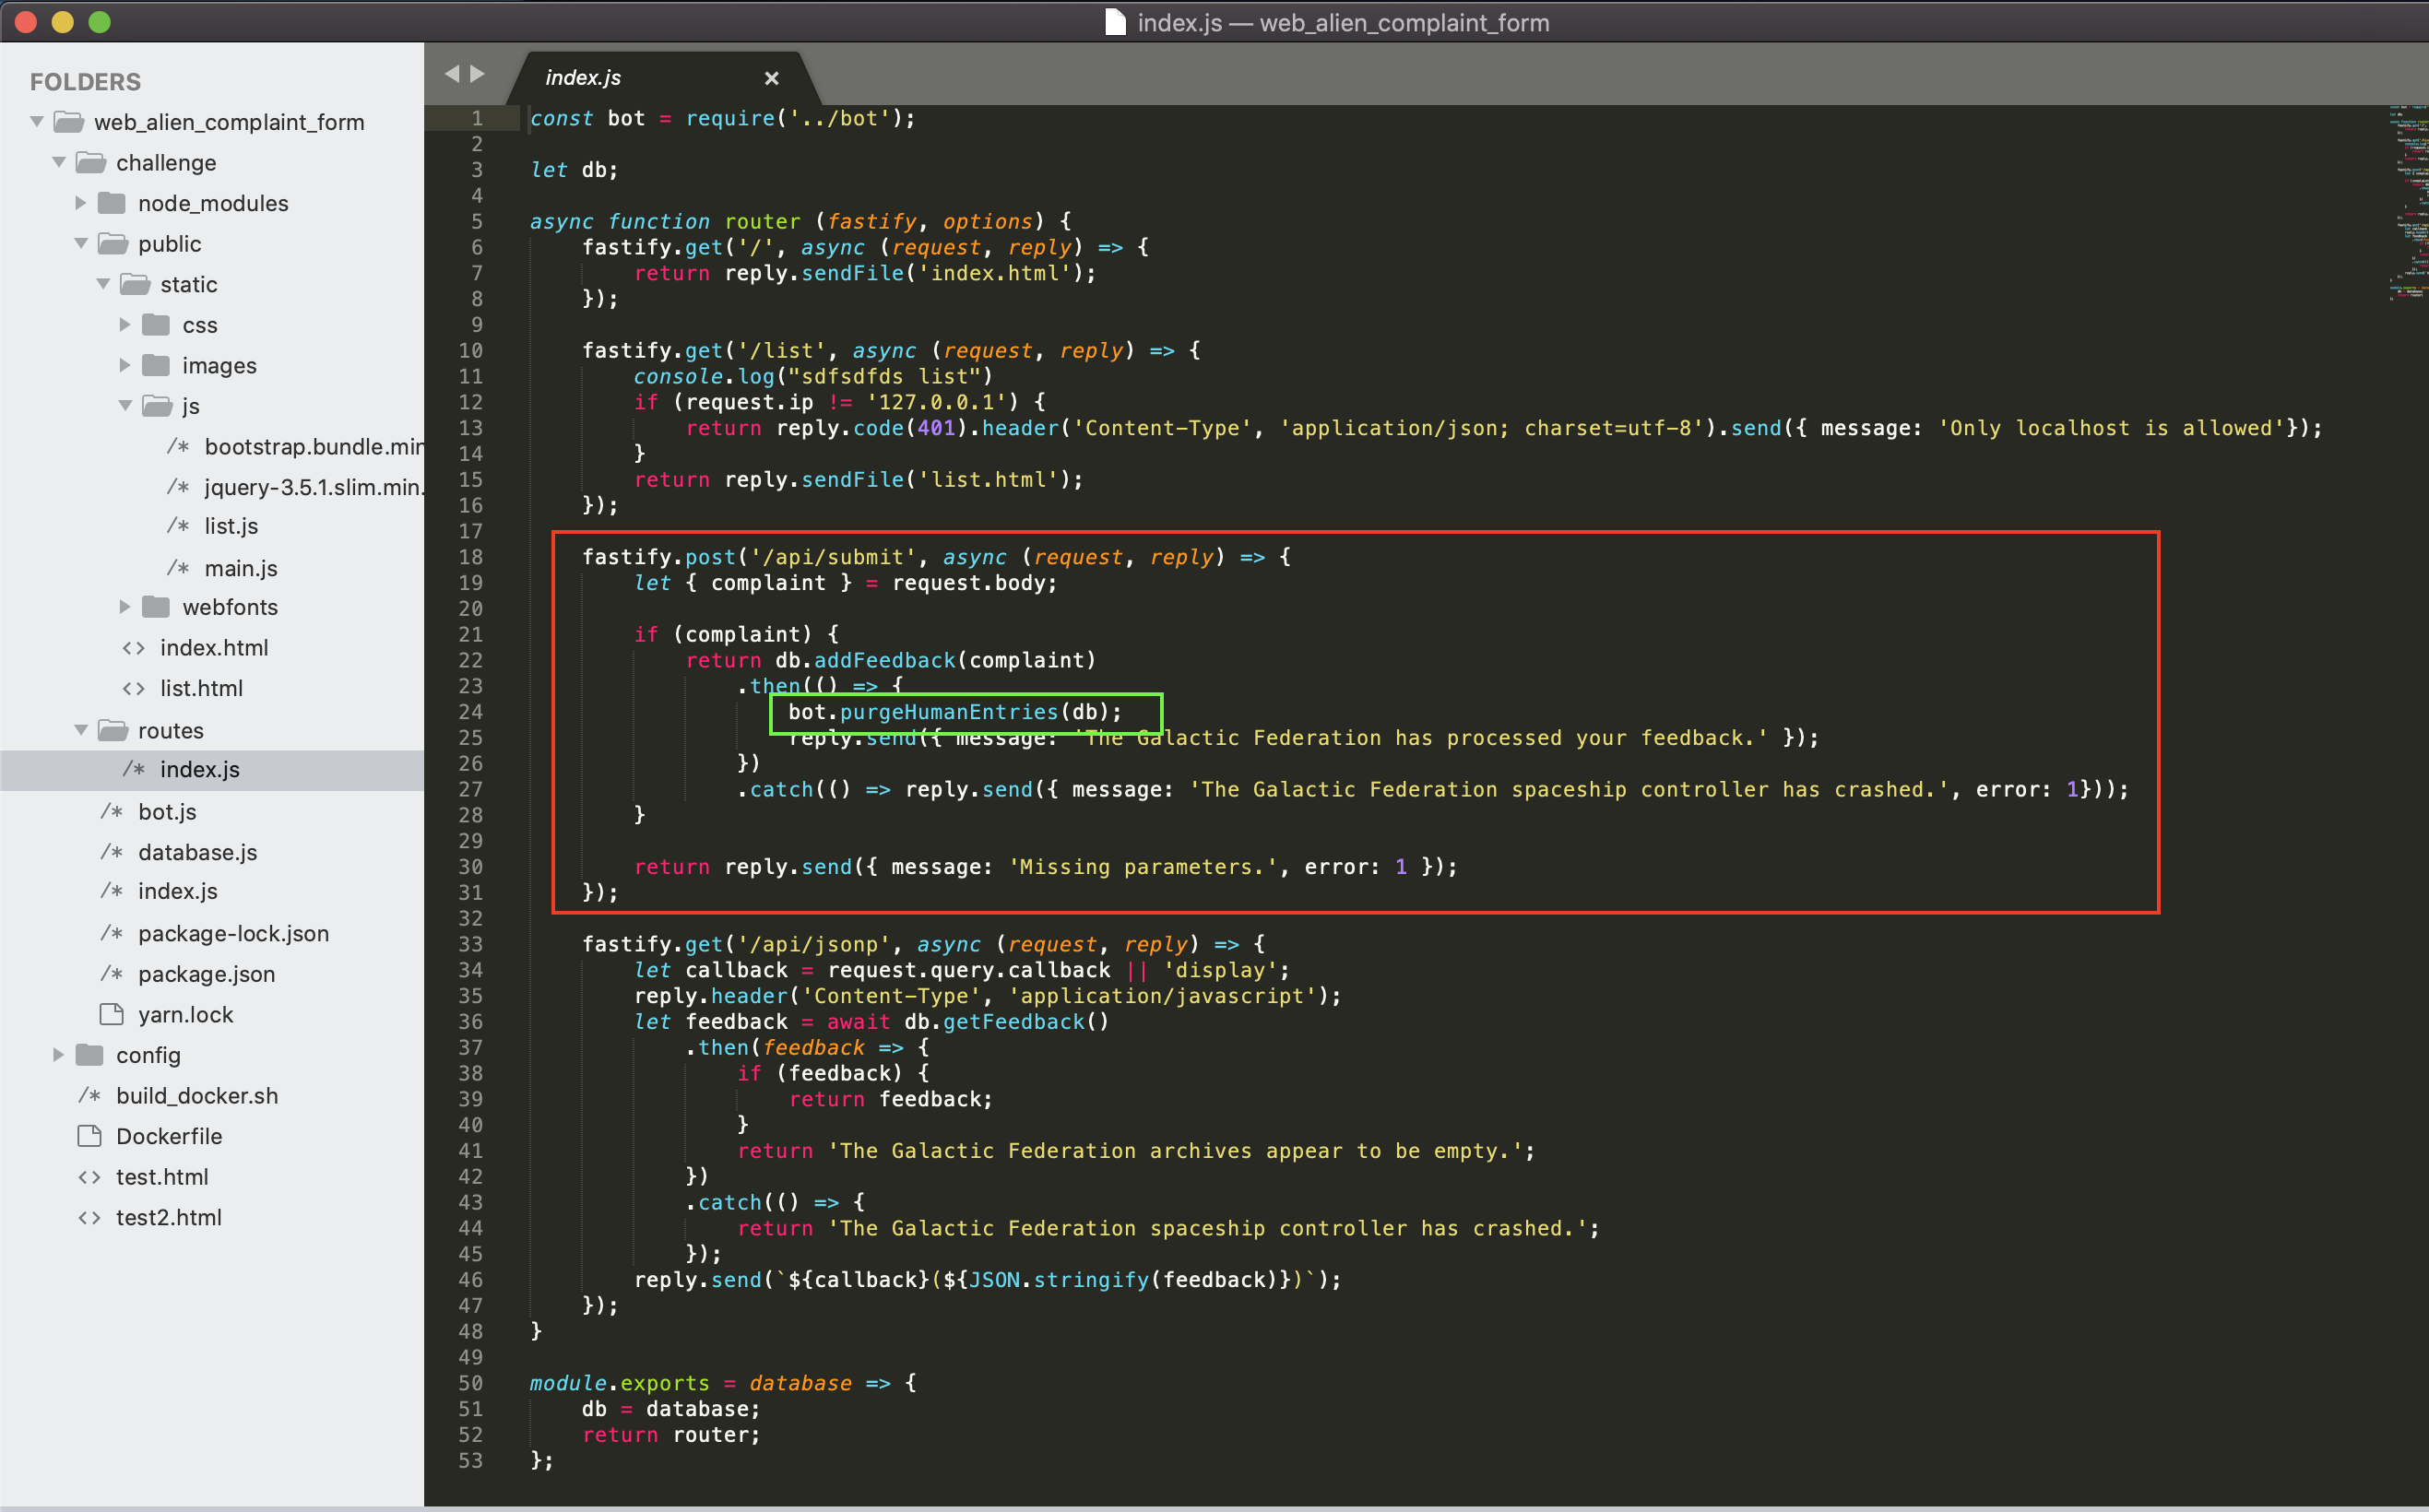 index.js — web_alien_complaint_form
FOLDERS
web_alien_complaint_form
challenge
node_modules
public
static
css
images
js
/* bootstrap.bundle.min
/* jquery-3.5.1.slim.min.
/* list.js
/* main.js
webfonts
<> index.html
<> list.html
routes
/* index.js
/* bot.js
/* database.js
/* index.js
/* package-lock.json
/* package.json
yarn.lock
config
/* build_docker.sh
Dockerfile
<> test.html
<> test2.html
index.js ×
1 const bot = require('../bot');
2
3 let db;
4
5 async function router (fastify, options) {
6 fastify.get('/', async (request, reply) => {
7 return reply.sendFile('index.html');
8 });
9
10 fastify.get('/list', async (request, reply) => {
11 console.log("sdfsdfds list")
12 if (request.ip != '127.0.0.1') {
13 return reply.code(401).header('Content-Type', 'application/json; charset=utf-8').send({ message: 'Only localhost is allowed'});
14 }
15 return reply.sendFile('list.html');
16 });
17
18 fastify.post('/api/submit', async (request, reply) => {
19 let { complaint } = request.body;
20
21 if (complaint) {
22 return db.addFeedback(complaint)
23 .then(() => {
24 bot.purgeHumanEntries(db);
25 reply.send({ message: 'The Galactic Federation has processed your feedback.' });
26 })
27 .catch(() => reply.send({ message: 'The Galactic Federation spaceship controller has crashed.', error: 1}));
28 }
29
30 return reply.send({ message: 'Missing parameters.', error: 1 });
31 });
32
33 fastify.get('/api/jsonp', async (request, reply) => {
34 let callback = request.query.callback || 'display';
35 reply.header('Content-Type', 'application/javascript');
36 let feedback = await db.getFeedback()
37 .then(feedback => {
38 if (feedback) {
39 return feedback;
40 }
41 return 'The Galactic Federation archives appear to be empty.';
42 })
43 .catch(() => {
44 return 'The Galactic Federation spaceship controller has crashed.';
45 });
46 reply.send(`${callback}(${JSON.stringify(feedback)})`);
47 });
48 }
49
50 module.exports = database => {
51 db = database;
52 return router;
53 };